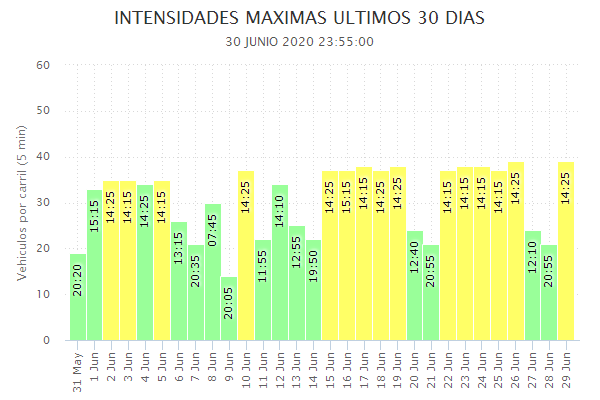 INTENSIDADES MAXIMAS ULTIMOS 30 DIAS
30 JUNIO 2020 23:55:00
Vehiculos por carril (5 min)
60
50
40
30
20
10
0
20:20
15:15
14:25
14:15
14:25
14:15
13:15
20:35
07:45
20:05
14:25
11:55
14:10
12:55
19:50
14:25
15:15
14:15
14:25
14:25
12:40
20:55
14:15
14:15
14:15
14:15
14:25
12:10
20:55
14:25
31 May
1 Jun
2 Jun
3 Jun
4 Jun
5 Jun
6 Jun
7 Jun
8 Jun
9 Jun
10 Jun
11 Jun
12 Jun
13 Jun
14 Jun
15 Jun
16 Jun
17 Jun
18 Jun
19 Jun
20 Jun
21 Jun
22 Jun
23 Jun
24 Jun
25 Jun
26 Jun
27 Jun
28 Jun
29 Jun